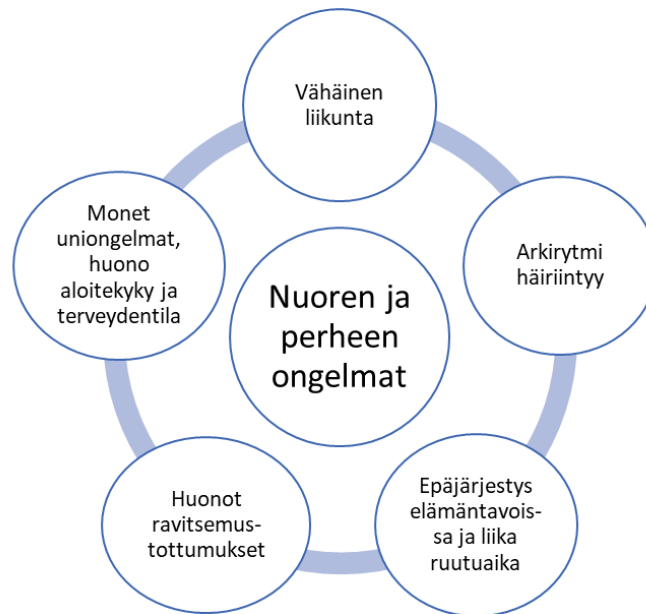 Vähäinen
liikunta
Arkirytmi
häiriintyy
Epäjärjestys
elämäntavois-
sa ja liika
ruutuaika
Huonot
ravitsemus-
tottumukset
Monet
uniongelmat,
huono
aloitekyky ja
terveydentila
Nuoren ja
perheen
ongelmat